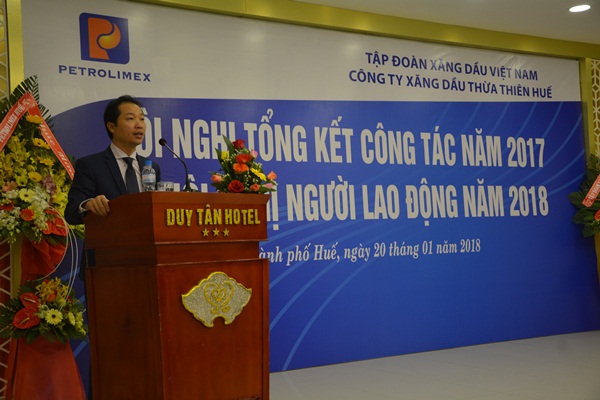 PETROLIMEX
TẬP ĐOÀN XĂNG DẦU VIỆT NAM
CÔNG TY XĂNG DẦU THỪA THIÊN HUẾ
NGHỊ TỔNG KẾT CÔNG TÁC NĂM 2017
NGƯỜI LAO ĐỘNG NĂM 2018
phố Huế, ngày 20 tháng 01 năm 2018
DUY TÂN HOTEL